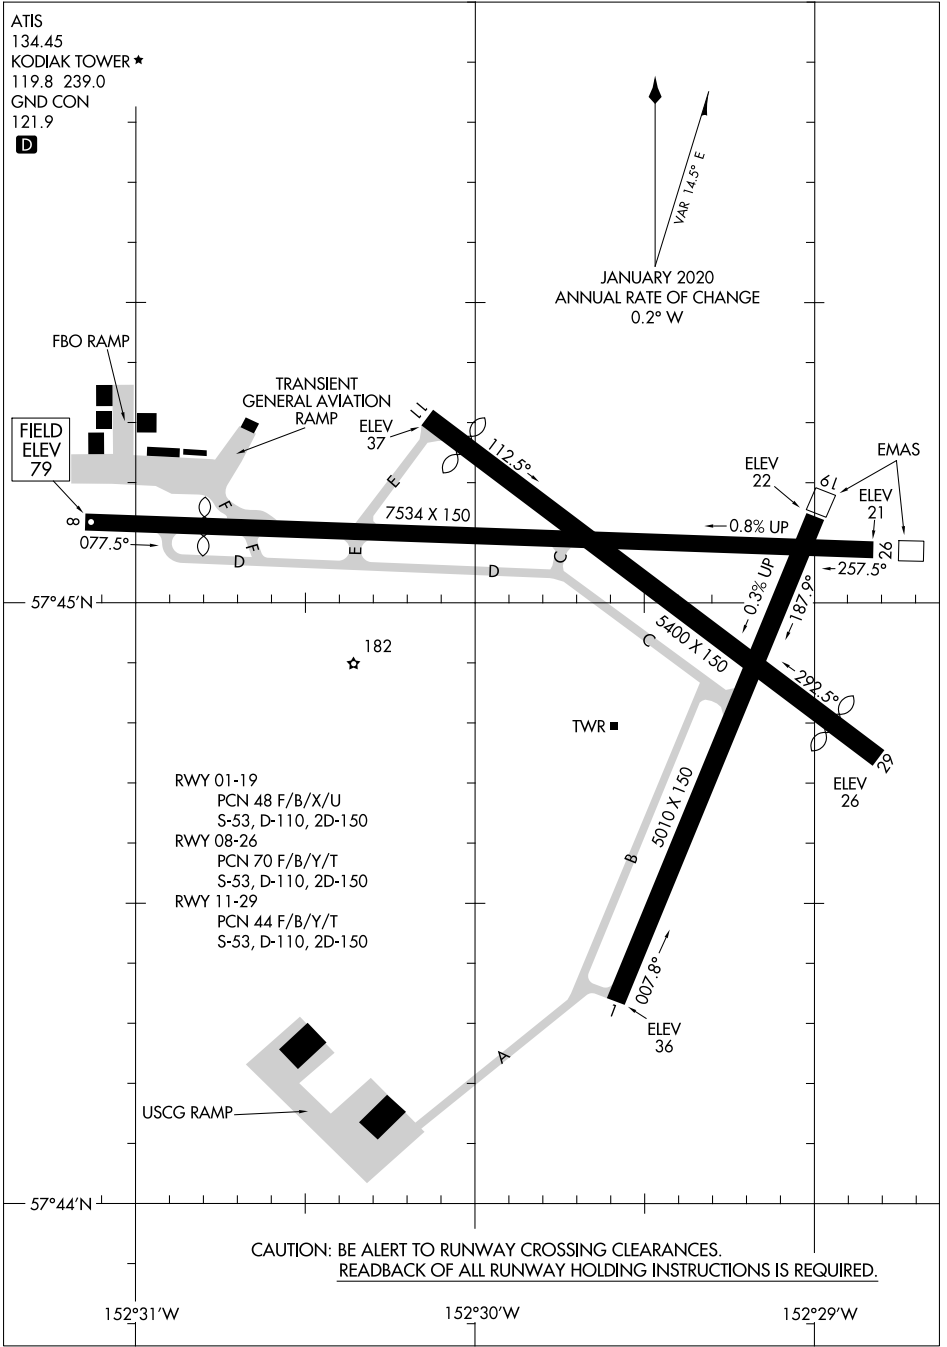 ATIS
134.45
KODIAK TOWER ★
119.8 239.0
GND CON
121.9
D
VAR 14.5° E
JANUARY 2020
ANNUAL RATE OF CHANGE
0.2° W
FBO RAMP
TRANSIENT
GENERAL AVIATION
RAMP
FIELD
ELEV
79
ELEV
37
11
112.5°
ELEV
22
19
EMAS
ELEV
21
E
F
8
7534 X 150
0.8% UP
26
077.5°
F
D
E
D
C
257.5°
0.3% UP
187.9°
57°45'N
182
C
5400 X 150
292.5°
TWR
29
ELEV
26
RWY 01-19
PCN 48 F/B/X/U
S-53, D-110, 2D-150
RWY 08-26
PCN 70 F/B/Y/T
S-53, D-110, 2D-150
RWY 11-29
PCN 44 F/B/Y/T
S-53, D-110, 2D-150
5010 X 150
B
007.8°
1
ELEV
36
A
USCG RAMP
57°44'N
CAUTION: BE ALERT TO RUNWAY CROSSING CLEARANCES.
READBACK OF ALL RUNWAY HOLDING INSTRUCTIONS IS REQUIRED.
152°31'W
152°30'W
152°29'W